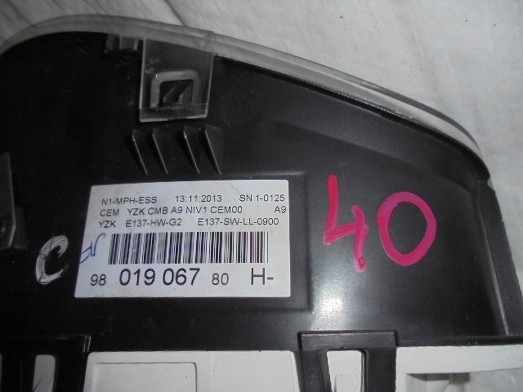 N1-MPH-ESS 13.11.2013 SN 1-0125
CEM YZK CMB A9 NIV1 CEM00 A9
YZK E137-HW-G2 E137-SW-LL-0900
98 019 067 80 H-
C
40